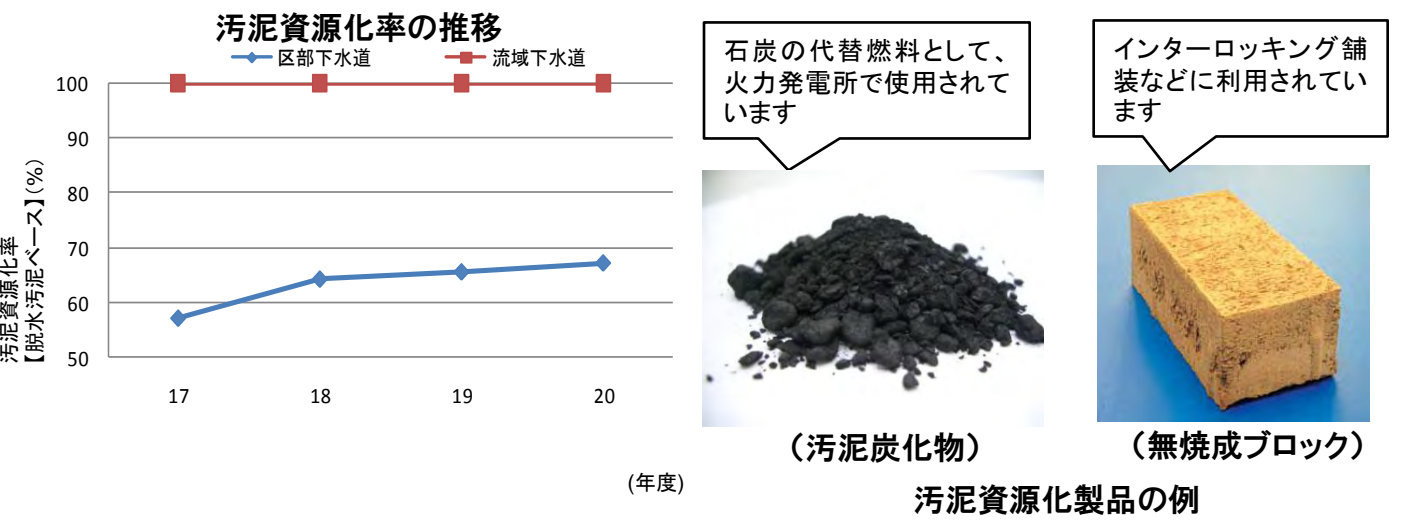 汚泥資源化率の推移
区部下水道
流域下水道
汚泥資源化率
【脱水汚泥ベース】(%)
100
90
80
70
60
50
17
18
19
20
(年度)
石炭の代替燃料として、
火力発電所で使用されて
います
インターロッキング舗
装などに利用されてい
ます
（汚泥炭化物）
（無焼成ブロック）
汚泥資源化製品の例